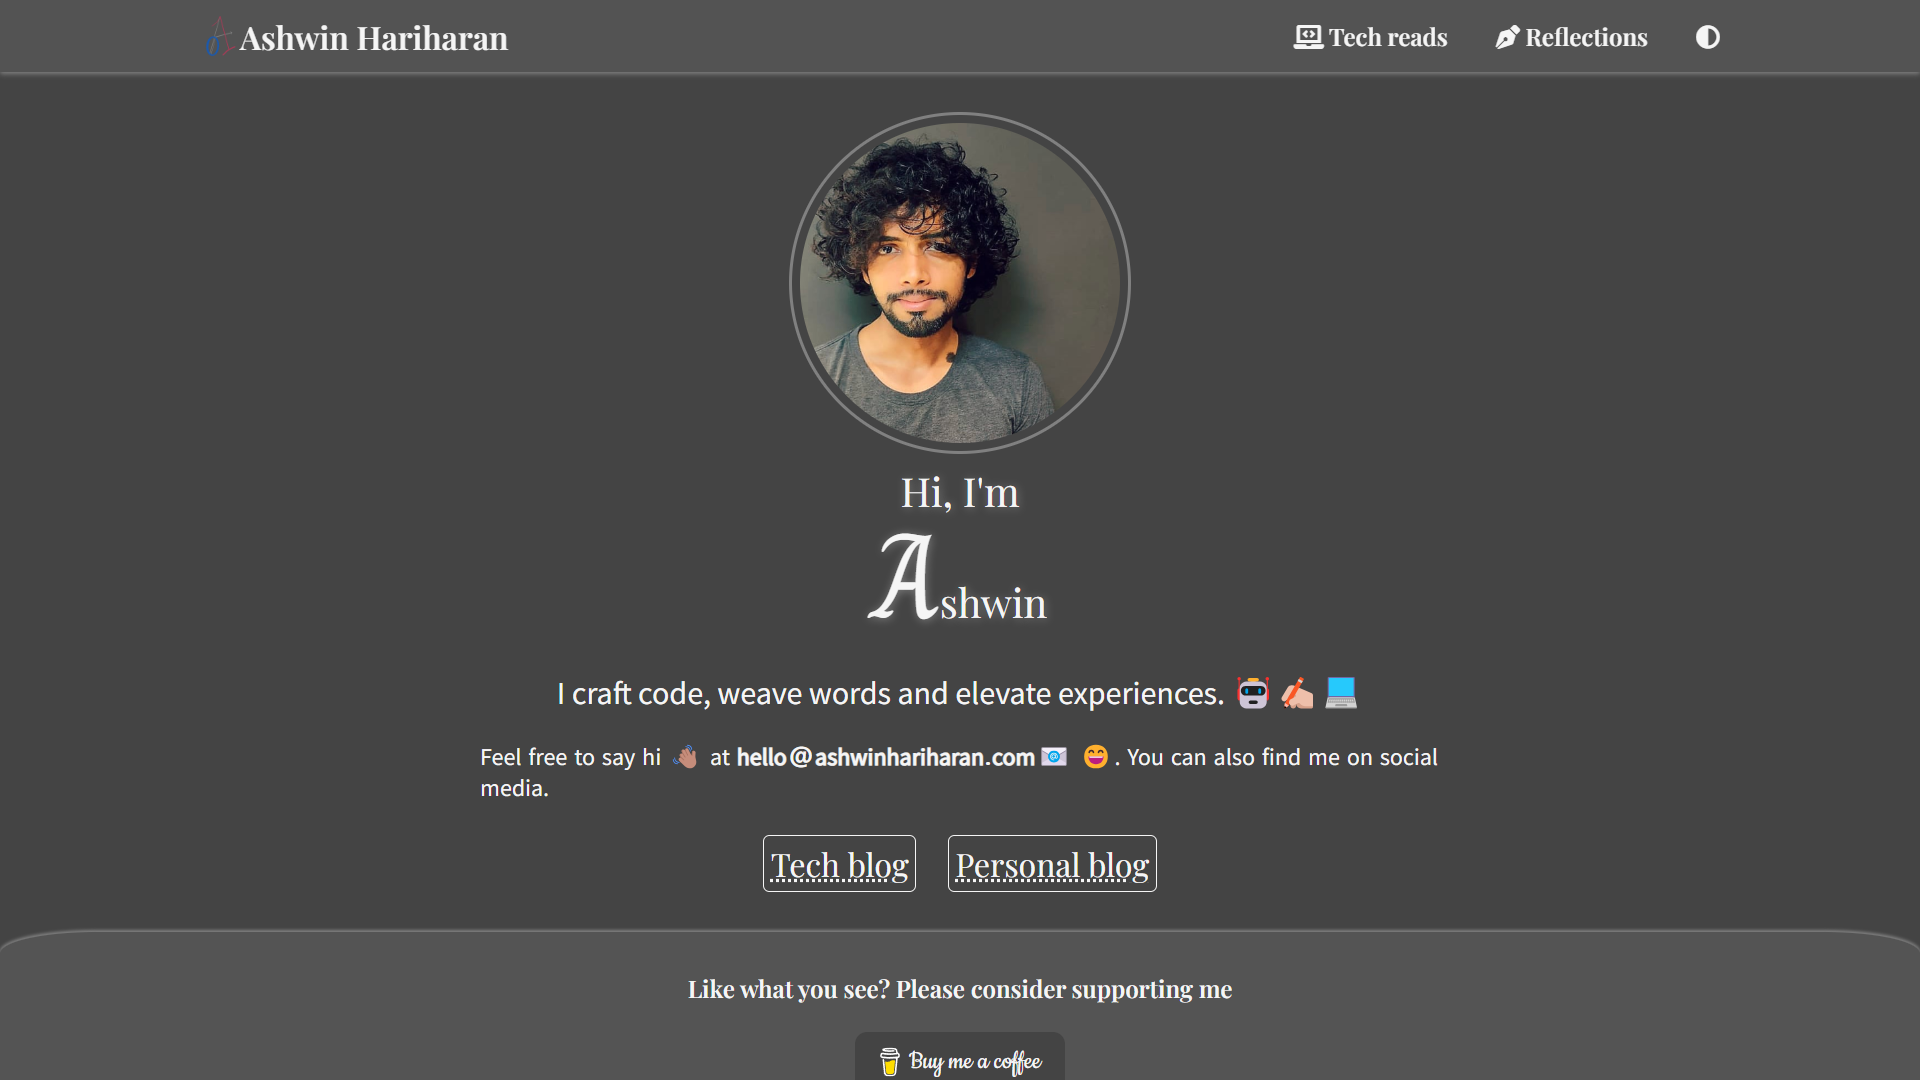 Ashwin Hariharan
Tech reads
Reflections
Hi, I'm
Ashwin
I craft code, weave words and elevate experiences. 🤖 ✍🏼 💻
Feel free to say hi 👋🏽 at hello@ashwinhariharan.com 📧 😄. You can also find me on social
media.
Tech blog
Personal blog
Like what you see? Please consider supporting me
Buy me a coffee